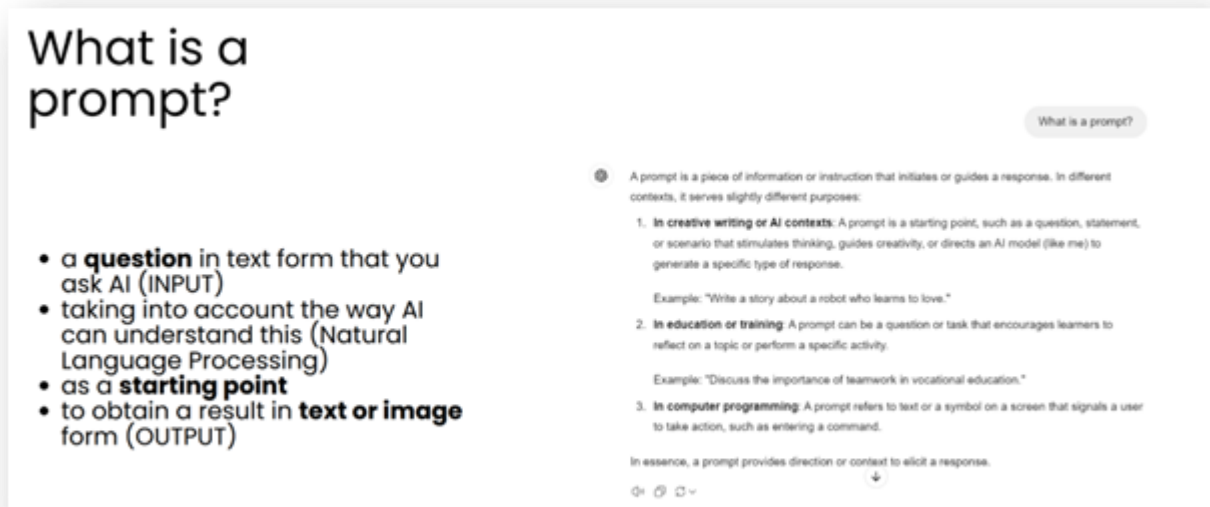 What is a
prompt?
• a question in text form that you
ask AI (INPUT)
• taking into account the way AI
can understand this (Natural
Language Processing)
• as a starting point
• to obtain a result in text or image
form (OUTPUT)
What is a prompt?
A prompt is a piece of information or instruction that initiates or guides a response. In different
contexts, it serves slightly different purposes:
1. In creative writing or AI contexts: A prompt is a starting point, such as a question, statement,
or scenario that stimulates thinking, guides creativity, or directs an AI model (like me) to
generate a specific type of response.
Example: "Write a story about a robot who learns to love."
2. In education or training: A prompt can be a question or task that encourages learners to
reflect on a topic or perform a specific activity.
Example: "Discuss the importance of teamwork in vocational education."
3. In computer programming: A prompt refers to text or a symbol on a screen that signals a user
to take action, such as entering a command.
In essence, a prompt provides direction or context to elicit a response.